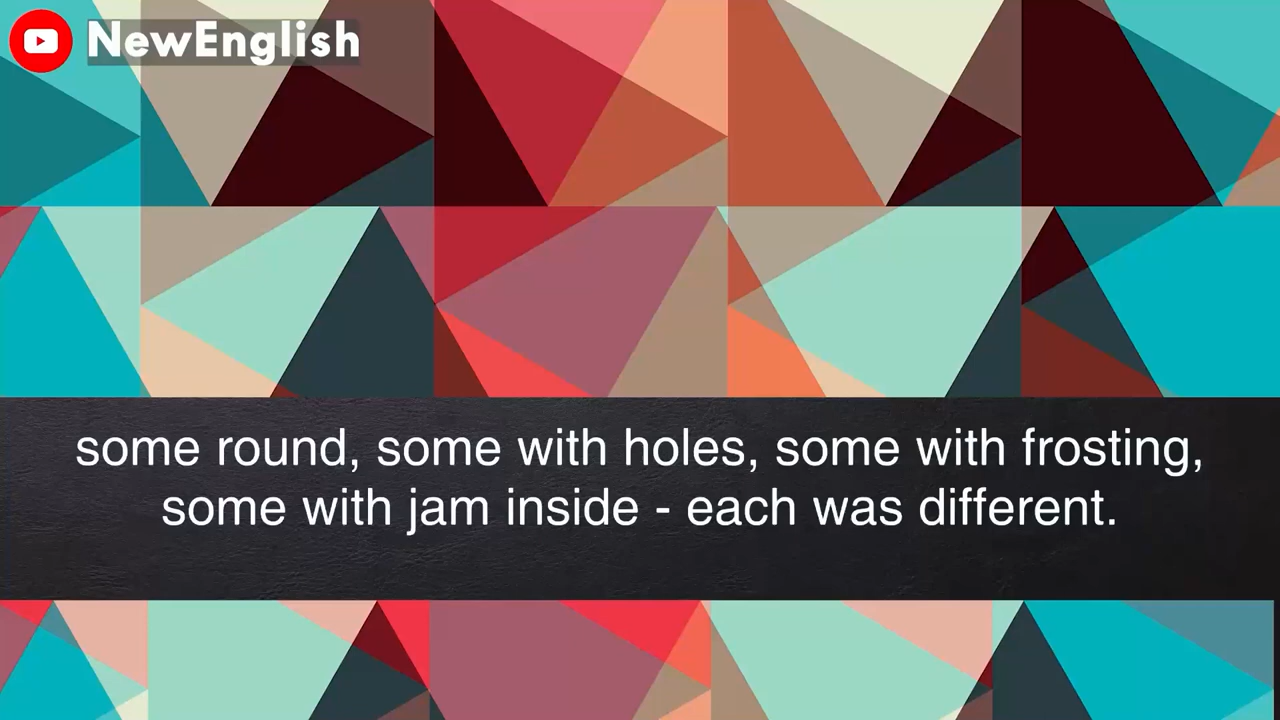 NewEnglish
some round, some with holes, some with frosting,
some with jam inside - each was different.